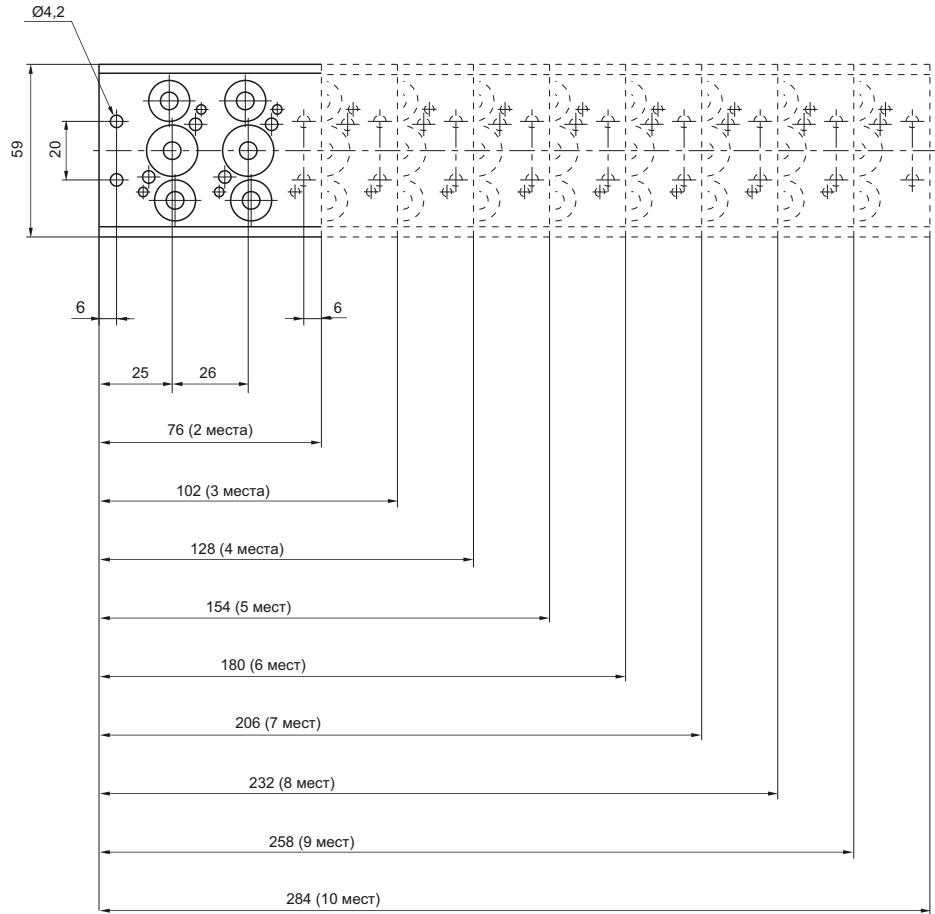 Ø4,2
59
20
6
6
25
26
76 (2 места)
102 (3 места)
128 (4 места)
154 (5 мест)
180 (6 мест)
206 (7 мест)
232 (8 мест)
258 (9 мест)
284 (10 мест)